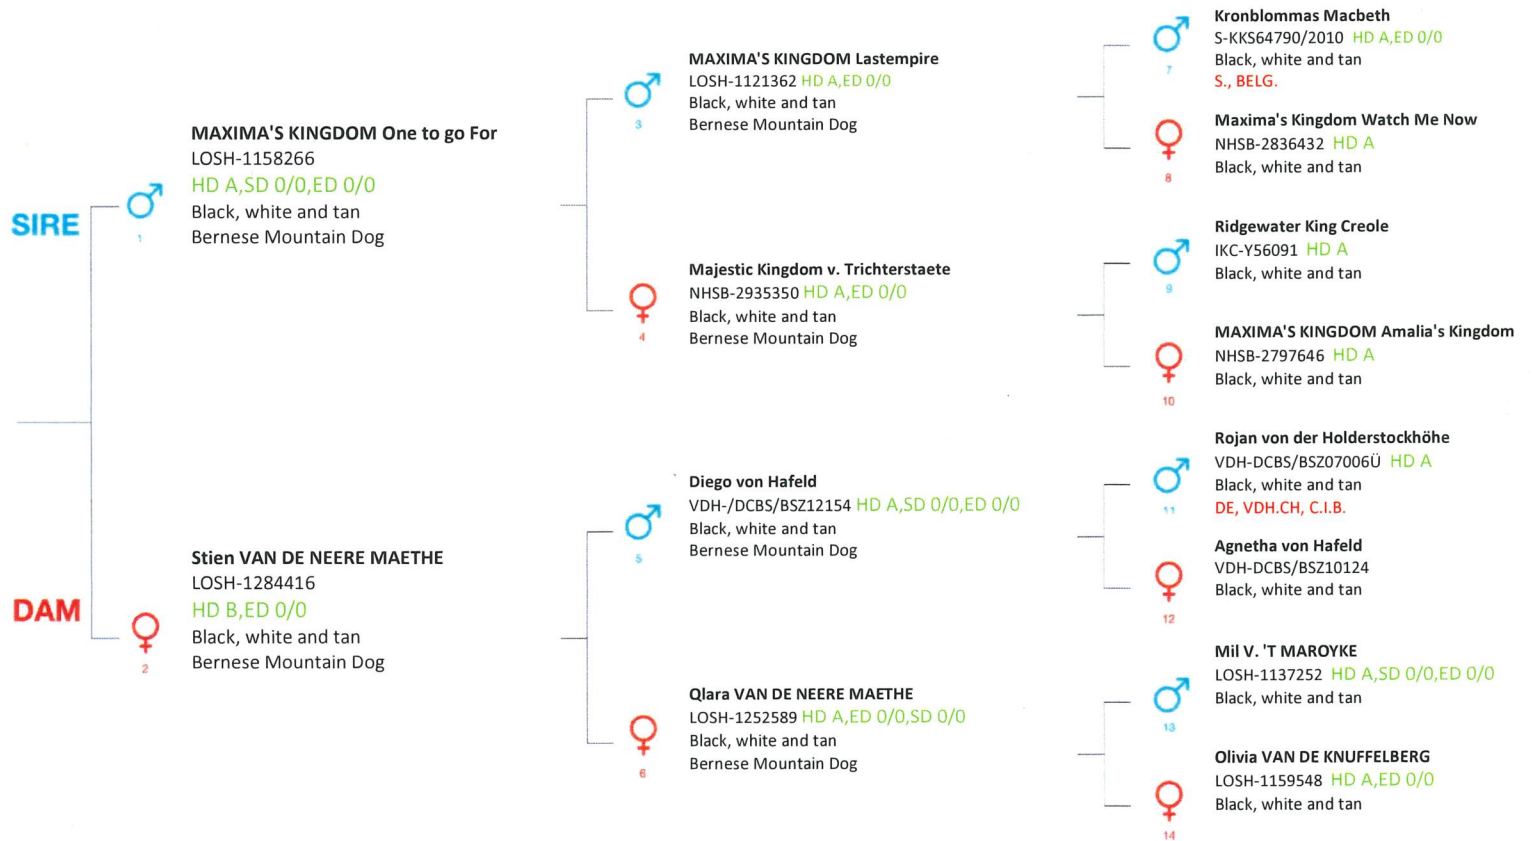 SIRE
1
MAXIMA'S KINGDOM One to go For
LOSH-1158266
HD A,SD 0/0,ED 0/0
Black, white and tan
Bernese Mountain Dog
DAM
2
Stien VAN DE NEERE MAETHE
LOSH-1284416
HD B,ED 0/0
Black, white and tan
Bernese Mountain Dog
3
MAXIMA'S KINGDOM Lastempire
LOSH-1121362 HD A,ED 0/0
Black, white and tan
Bernese Mountain Dog
4
Majestic Kingdom v. Trichterstaete
NHSB-2935350 HD A,ED 0/0
Black, white and tan
Bernese Mountain Dog
5
Diego von Hafeld
VDH-/DCBS/BSZ12154 HD A,SD 0/0,ED 0/0
Black, white and tan
Bernese Mountain Dog
6
Qlara VAN DE NEERE MAETHE
LOSH-1252589 HD A,ED 0/0,SD 0/0
Black, white and tan
Bernese Mountain Dog
7
Kronblommas Macbeth
S-KKS64790/2010 HD A,ED 0/0
Black, white and tan
S., BELG.
8
Maxima's Kingdom Watch Me Now
NHSB-2836432 HD A
Black, white and tan
9
Ridgewater King Creole
IKC-Y56091 HD A
Black, white and tan
10
MAXIMA'S KINGDOM Amalia's Kingdom
NHSB-2797646 HD A
Black, white and tan
11
Rojan von der Holderstockhöhe
VDH-DCBS/BSZ07006Ü HD A
Black, white and tan
DE, VDH.CH, C.I.B.
12
Agnetha von Hafeld
VDH-DCBS/BSZ10124
Black, white and tan
13
Mil V. 'T MAROYKE
LOSH-1137252 HD A,SD 0/0,ED 0/0
Black, white and tan
14
Olivia VAN DE KNUFFELBERG
LOSH-1159548 HD A,ED 0/0
Black, white and tan